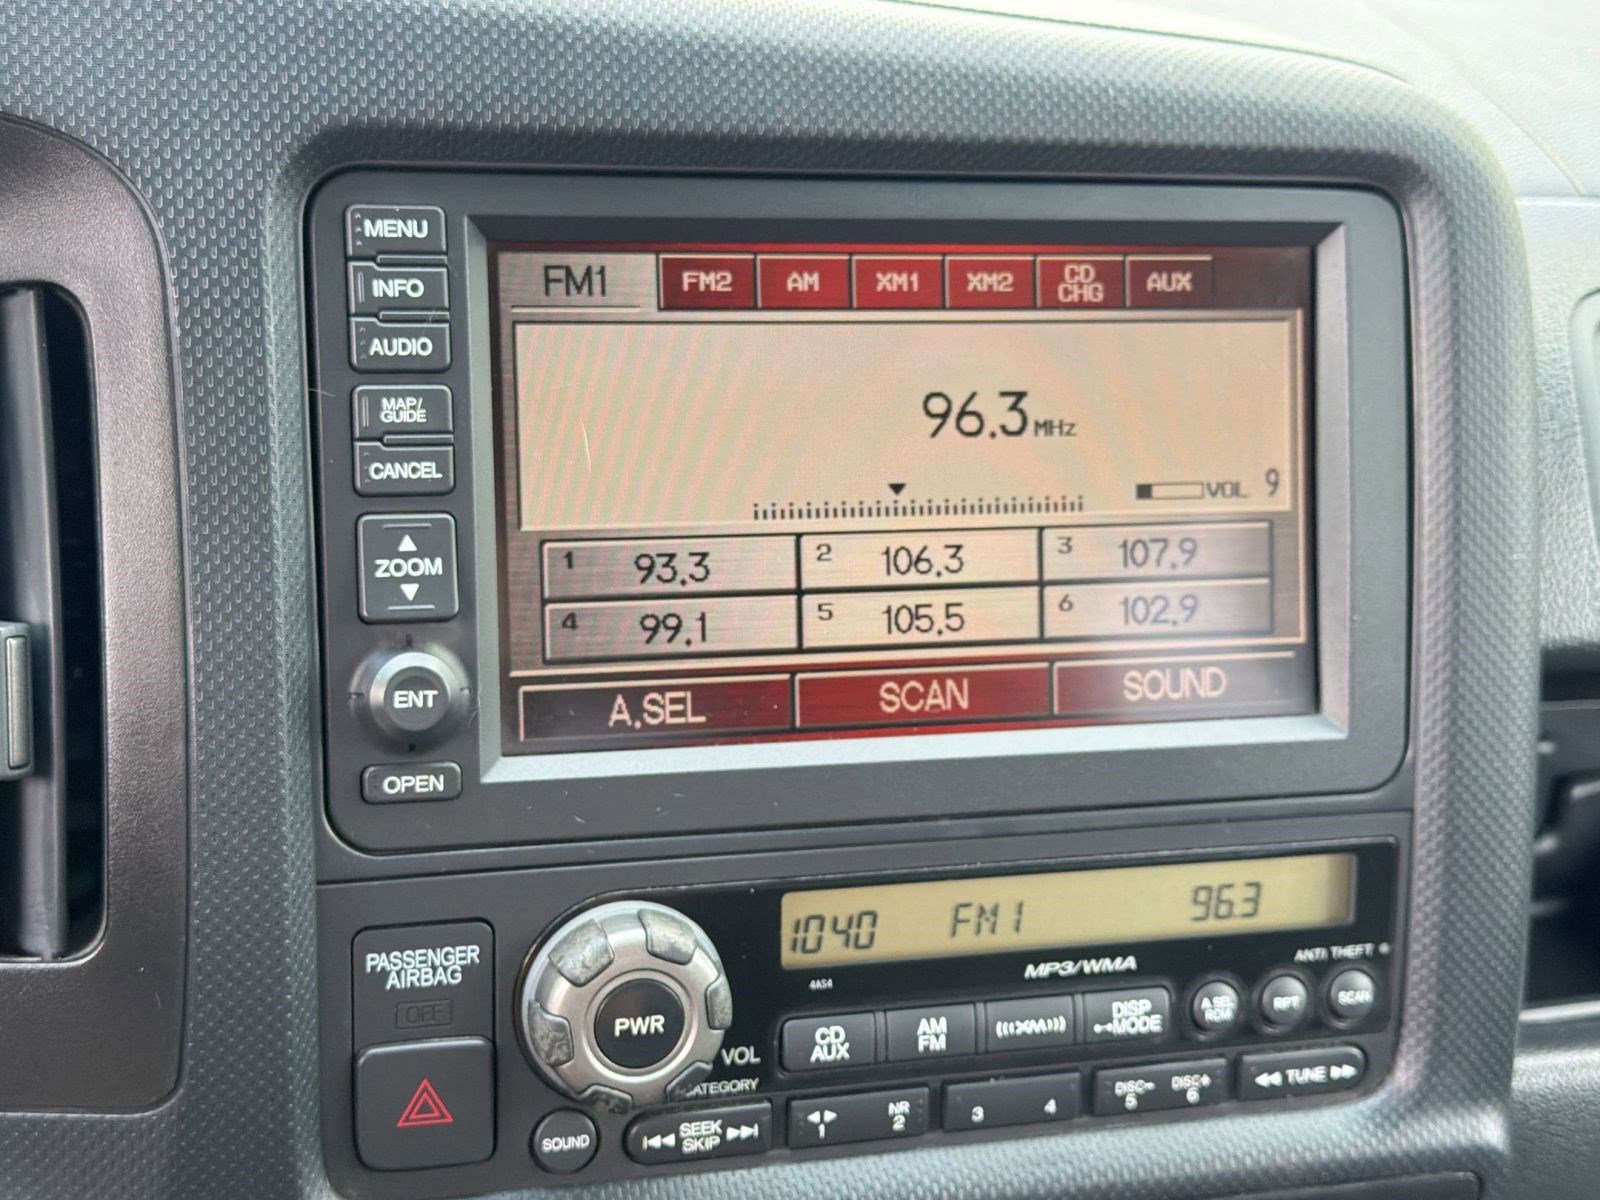 MENU
INFO
AUDIO
MAP/
GUIDE
CANCEL
ZOOM
ENT
OPEN
FM1 FM2 AM XM1 XM2 CD CHG AUX
96.3 MHz
VOL 9
1 93.3 2 106.3 3 107.9
4 99.1 5 105.5 6 102.9
A.SEL SCAN SOUND
PASSENGER
AIRBAG
OFF
PWR
VOL
CATEGORY
SOUND
SEEK
SKIP
1040 FM1 96.3
4AS4 MP3/WMA ANTI THEFT
CD
AUX
AM
FM
XM
DISP
MODE
A.SEL
RDM
RPT
SCAN
1
NR
2
3 4
DISC-
5
DISC+
6
TUNE